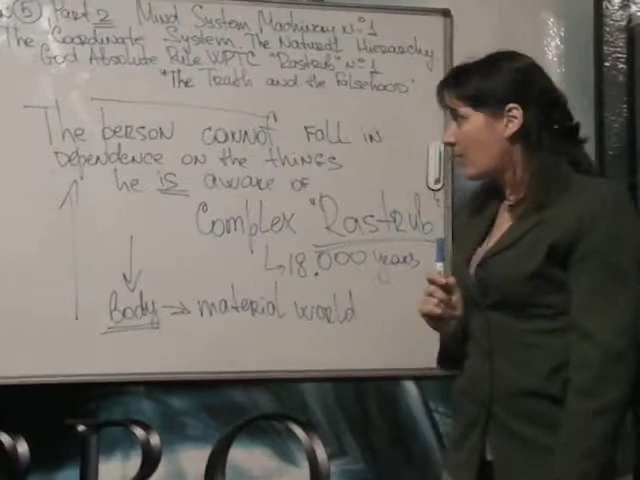 ⑤ Part 2 Mind System Machinery Nº1
The Coordinate System. The Natural Hierarchy
God Absolute Rule WPTC "Rastrub" nº1
"The Truth and the Falsehood"
The person cannot fall in
dependence on the things
he is aware of
Complex "Rastrub"
↳ 18.000 years
Body → material world
PRO